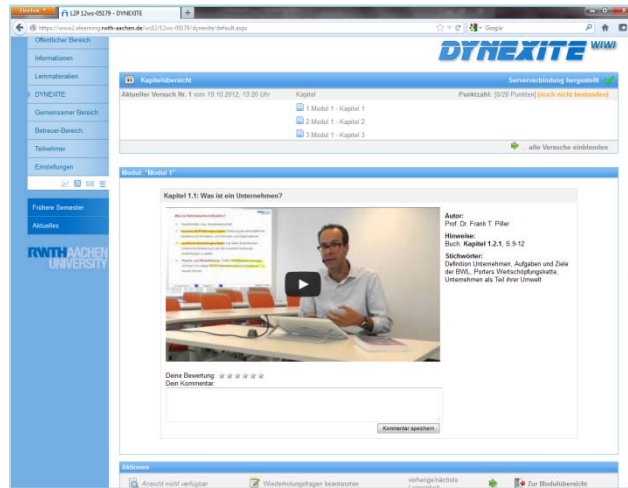 Firefox
L2P 12ws-05179 - DYNEXITE
https://www2.elearning.rwth-aachen.de/ws12/12ws-05179/dynexite/default.aspx
Google
Öffentlicher Bereich
Informationen
Lernmaterialien
DYNEXITE
Gemeinsamer Bereich
Betreuer-Bereich
Teilnehmer
Einstellungen
Frühere Semester
Aktuelles
RWTH AACHEN
UNIVERSITY
DYNEXITE WIWI
Kapitelübersicht
Serververbindung hergestellt
Aktueller Versuch Nr. 1 vom 15.10.2012, 13:20 Uhr
Kapitel
Punktzahl: [0/20 Punkten] (noch nicht bestanden)
1 Modul 1 - Kapitel 1
2 Modul 1 - Kapitel 2
3 Modul 1 - Kapitel 3
... alle Versuche einblenden
Modul: "Modul 1"
Kapitel 1.1: Was ist ein Unternehmen?
Autor:
Prof. Dr. Frank T. Piller
Hinweise:
Buch: Kapitel 1.2.1, S.9-12
Stichwörter:
Definition Unternehmen, Aufgaben und Ziele
der BWL, Porters Wertschöpfungskette,
Unternehmen als Teil ihrer Umwelt
Deine Bewertung:
Dein Kommentar
Kommentar speichern
Aktionen
Ansicht nicht verfügbar
Wiederholungsfragen beantworten
vorherige/nächste
Zur Modulübersicht